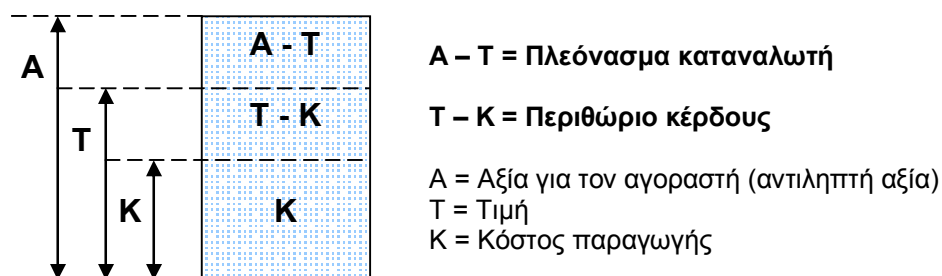 Α
Τ
Κ
Α - Τ
Τ - Κ
Κ
Α – Τ = Πλεόνασμα καταναλωτή
Τ – Κ = Περιθώριο κέρδους
Α = Αξία για τον αγοραστή (αντιληπτή αξία)
Τ = Τιμή
Κ = Κόστος παραγωγής